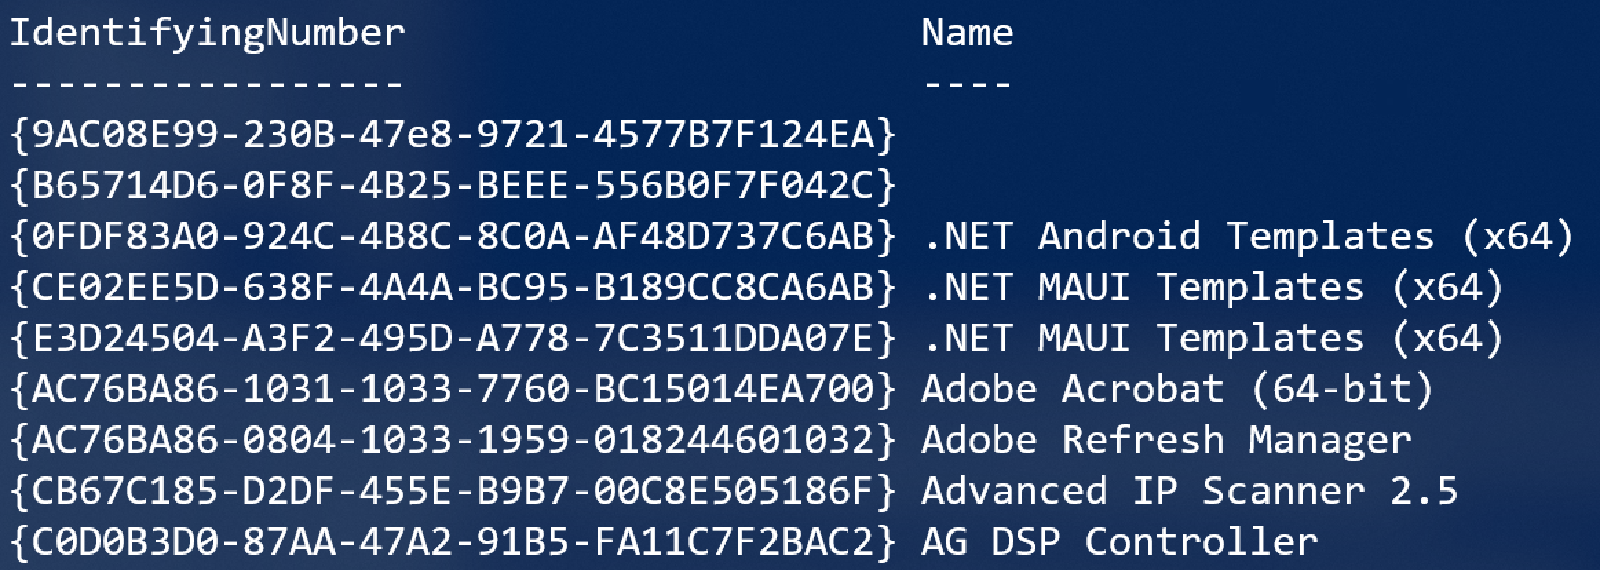 IdentifyingNumber                      Name
-----------------                      ----
{9AC08E99-230B-47e8-9721-4577B7F124EA}
{B65714D6-0F8F-4B25-BEEE-556B0F7F042C}
{0FDF83A0-924C-4B8C-8C0A-AF48D737C6AB} .NET Android Templates (x64)
{CE02EE5D-638F-4A4A-BC95-B189CC8CA6AB} .NET MAUI Templates (x64)
{E3D24504-A3F2-495D-A778-7C3511DDA07E} .NET MAUI Templates (x64)
{AC76BA86-1031-1033-7760-BC15014EA700} Adobe Acrobat (64-bit)
{AC76BA86-0804-1033-1959-018244601032} Adobe Refresh Manager
{CB67C185-D2DF-455E-B9B7-00C8E505186F} Advanced IP Scanner 2.5
{C0D0B3D0-87AA-47A2-91B5-FA11C7F2BAC2} AG DSP Controller